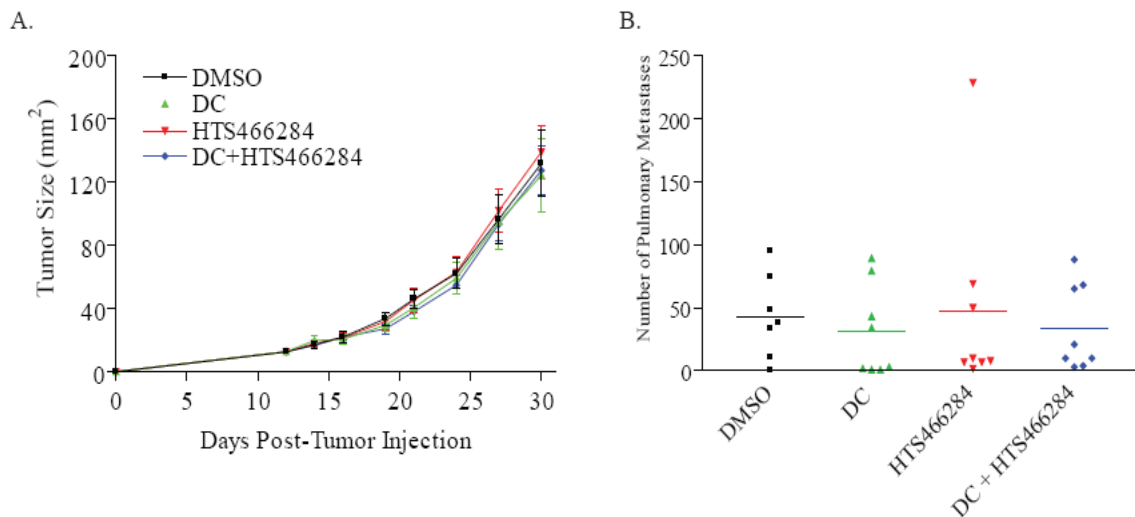 A.
Tumor Size (mm²)
200
160
120
80
40
0
DMSO
DC
HTS466284
DC+HTS466284
0 5 10 15 20 25 30
Days Post-Tumor Injection
B.
Number of Pulmonary Metastases
250
200
150
100
50
0
DMSO
DC
HTS466284
DC + HTS466284